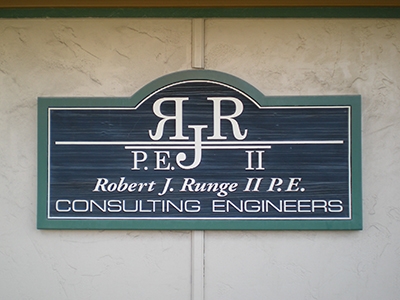 RJR
P.E. II
Robert J. Runge II P.E.
CONSULTING ENGINEERS